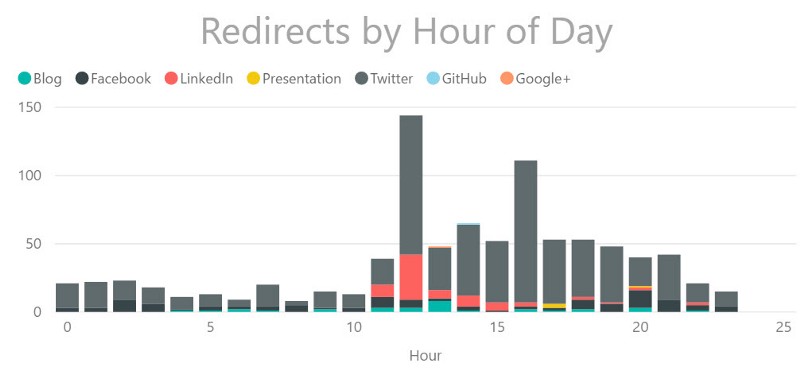 Redirects by Hour of Day
Blog Facebook LinkedIn Presentation Twitter GitHub Google+
150
100
50
0
0 5 10 15 20 25
Hour